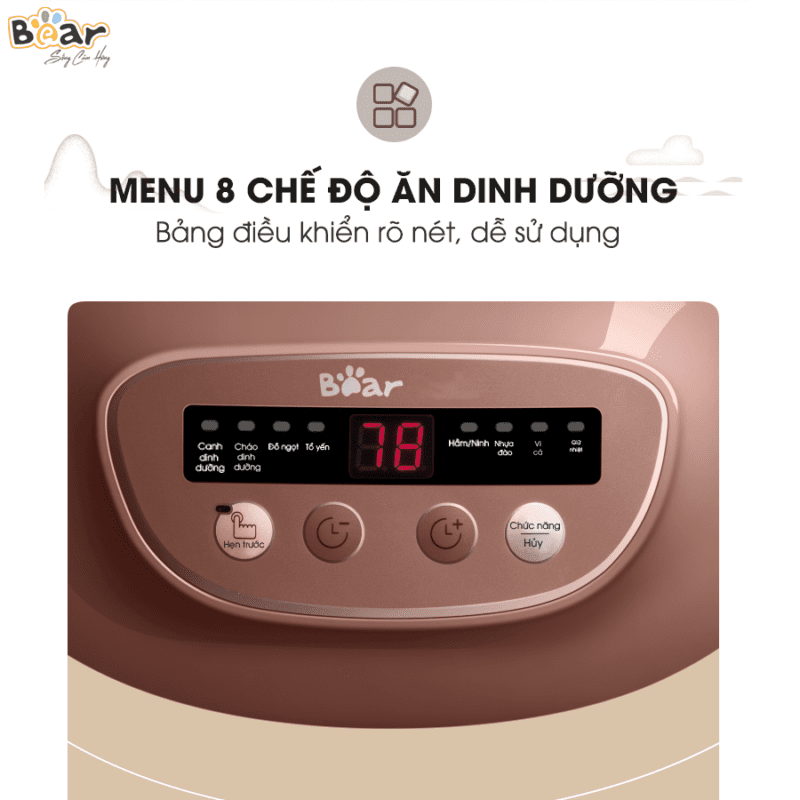 Bear
Sống Cảm Hứng
MENU 8 CHẾ ĐỘ ĂN DINH DƯỠNG
Bảng điều khiển rõ nét, dễ sử dụng
Bear
Canh dinh dưỡng
Cháo dinh dưỡng
Đồ ngọt
Tổ yến
78
Hầm/Ninh
Nhựa đào
Vi cá
Giữ nhiệt
Hẹn trước
Chức năng
Hủy